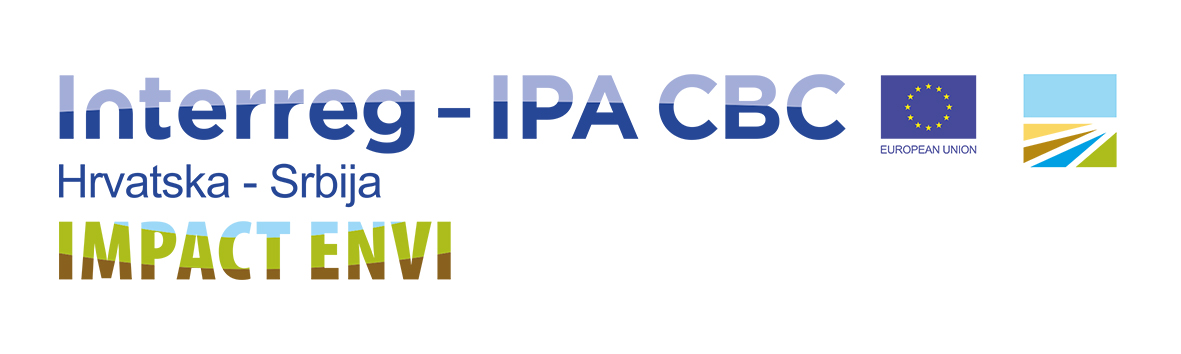 Interreg - IPA CBC
EUROPEAN UNION
Hrvatska - Srbija
IMPACT ENVI